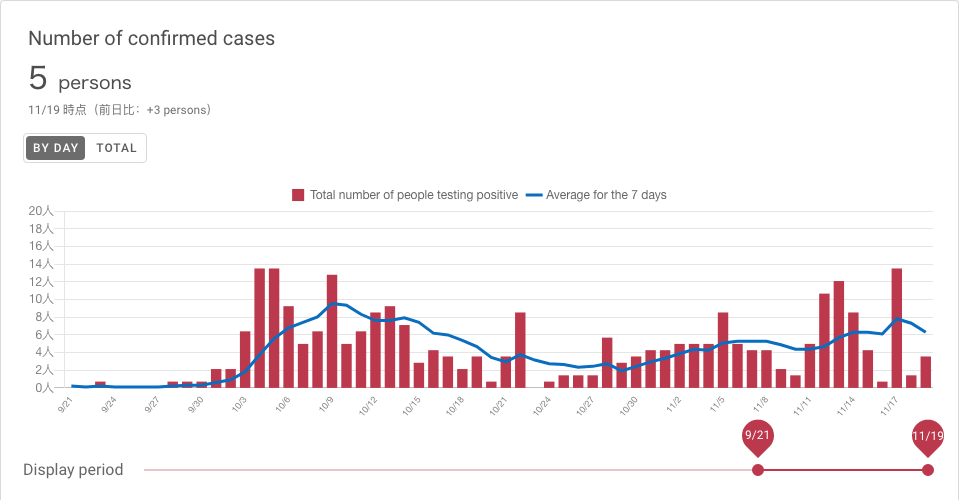 Number of confirmed cases
5 persons
11/19 時点（前日比：+3 persons）
BY DAY TOTAL
Total number of people testing positive Average for the 7 days
20人
18人
16人
14人
12人
10人
8人
6人
4人
2人
0人
9/21 9/24 9/27 9/30 10/3 10/6 10/9 10/12 10/15 10/18 10/21 10/24 10/27 10/30 11/2 11/5 11/8 11/11 11/14 11/17
9/21 11/19
Display period